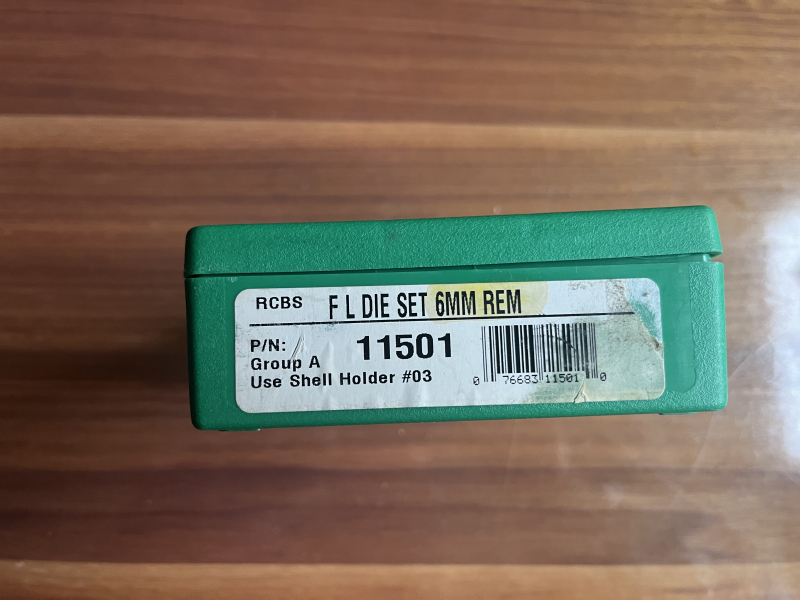 RCBS F L DIE SET 6MM REM
P/N: 11501
Group A
Use Shell Holder #03
0 76683 11501 0